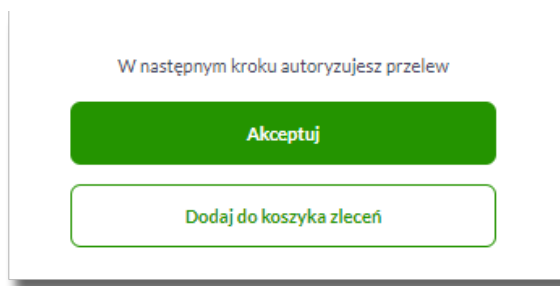 W następnym kroku autoryzujesz przelew
Akceptuj
Dodaj do koszyka zleceń